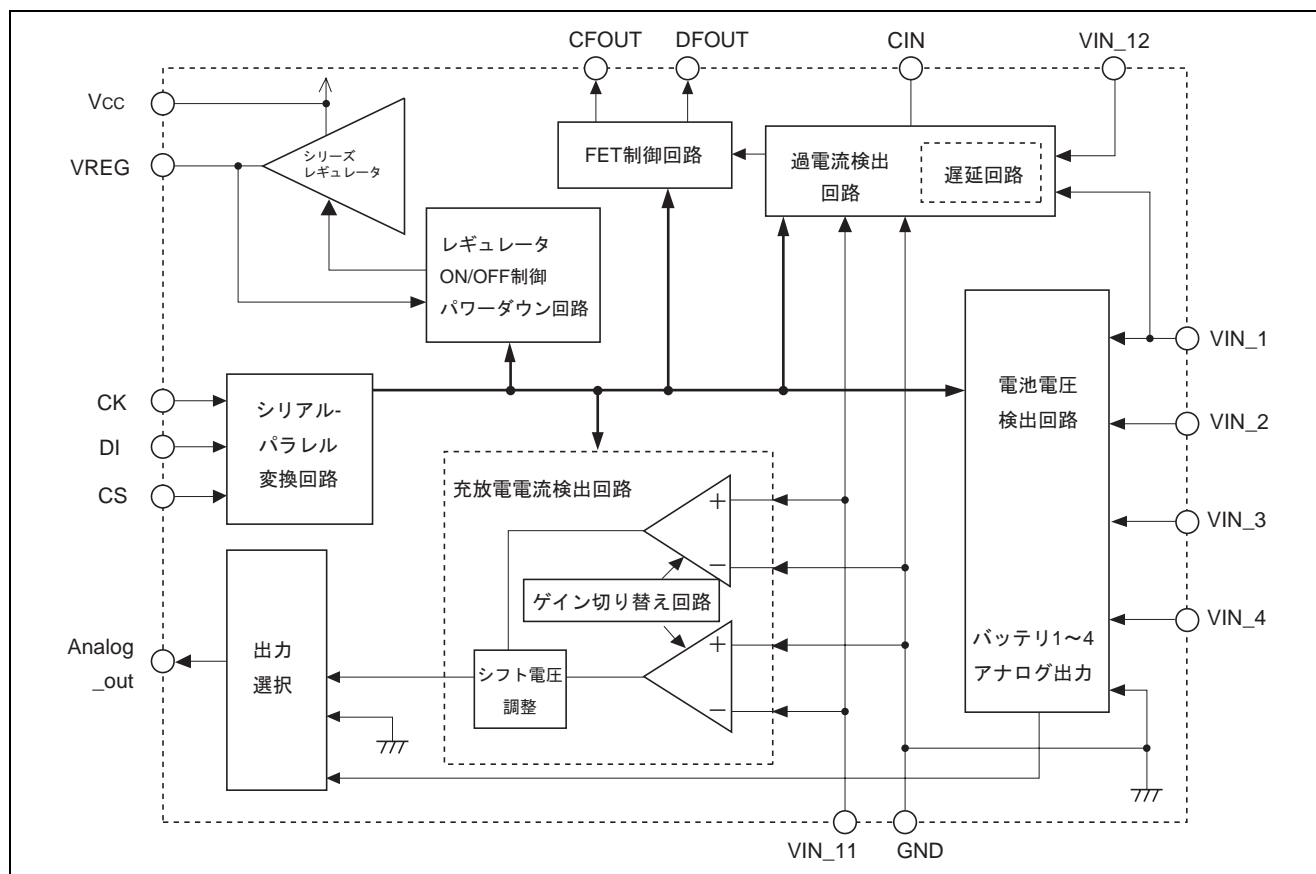 CFOUT
DFOUT
CIN
VIN_12
Vcc
VREG
シリーズ
レギュレータ
FET制御回路
過電流検出
回路
遅延回路
レギュレータ
ON/OFF制御
パワーダウン回路
VIN_1
CK
DI
CS
シリアル-
パラレル
変換回路
電池電圧
検出回路
VIN_2
充放電電流検出回路
+
−
VIN_3
ゲイン切り替え回路
VIN_4
+
−
Analog
_out
出力
選択
シフト電圧
調整
バッテリ1～4
アナログ出力
VIN_11
GND